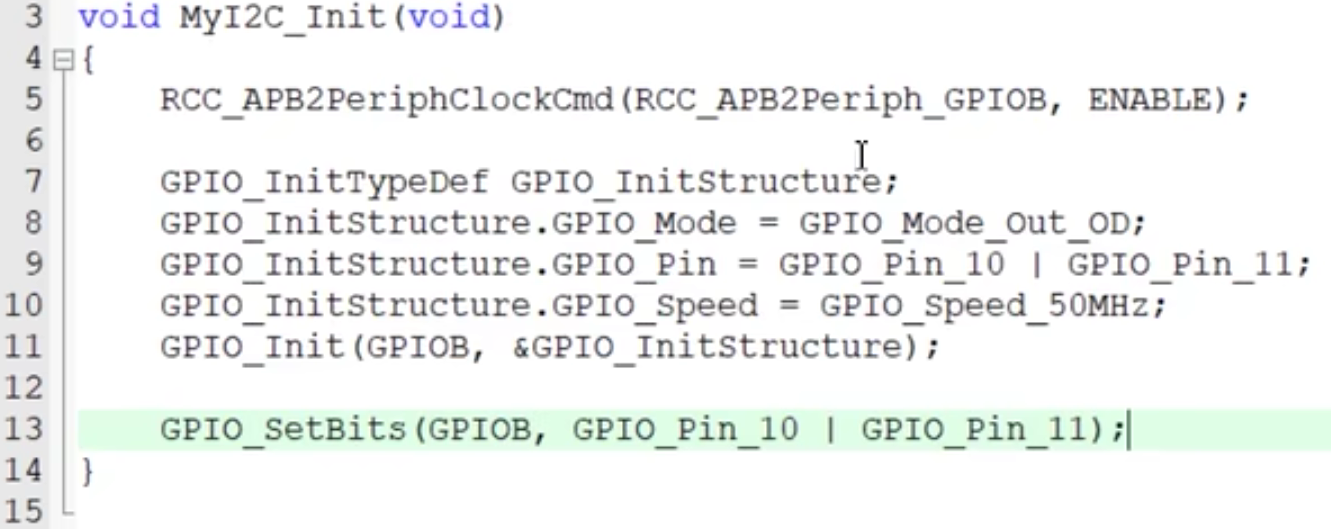 3 void MyI2C_Init(void)
4 {
5 RCC_APB2PeriphClockCmd(RCC_APB2Periph_GPIOB, ENABLE);
6
7 GPIO_InitTypeDef GPIO_InitStructure;
8 GPIO_InitStructure.GPIO_Mode = GPIO_Mode_Out_OD;
9 GPIO_InitStructure.GPIO_Pin = GPIO_Pin_10 | GPIO_Pin_11;
10 GPIO_InitStructure.GPIO_Speed = GPIO_Speed_50MHz;
11 GPIO_Init(GPIOB, &GPIO_InitStructure);
12
13 GPIO_SetBits(GPIOB, GPIO_Pin_10 | GPIO_Pin_11);
14 }
15